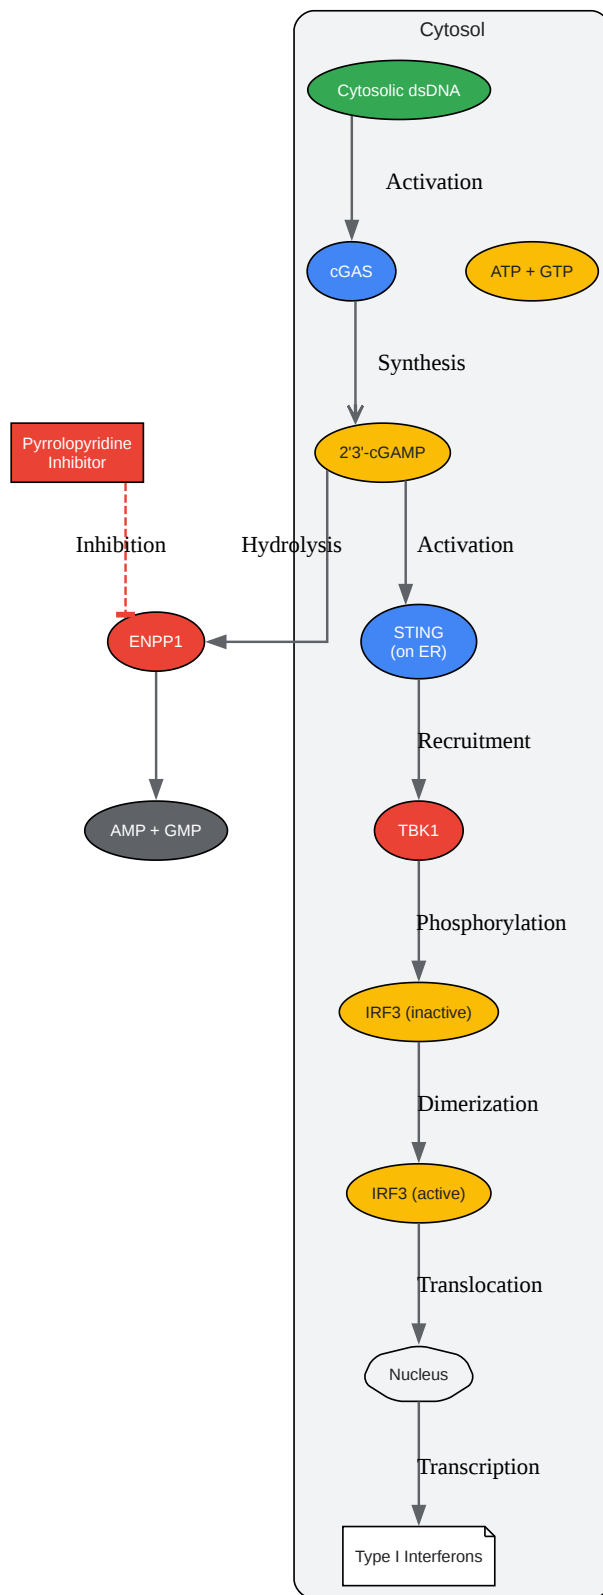 Cytosol
Cytosolic dsDNA
Activation
cGAS
ATP + GTP
Synthesis
Pyrrolopyridine
Inhibitor
2'3'-cGAMP
Inhibition
Hydrolysis
Activation
ENPP1
STING
(on ER)
Recruitment
AMP + GMP
TBK1
Phosphorylation
IRF3 (inactive)
Dimerization
IRF3 (active)
Translocation
Nucleus
Transcription
Type I Interferons